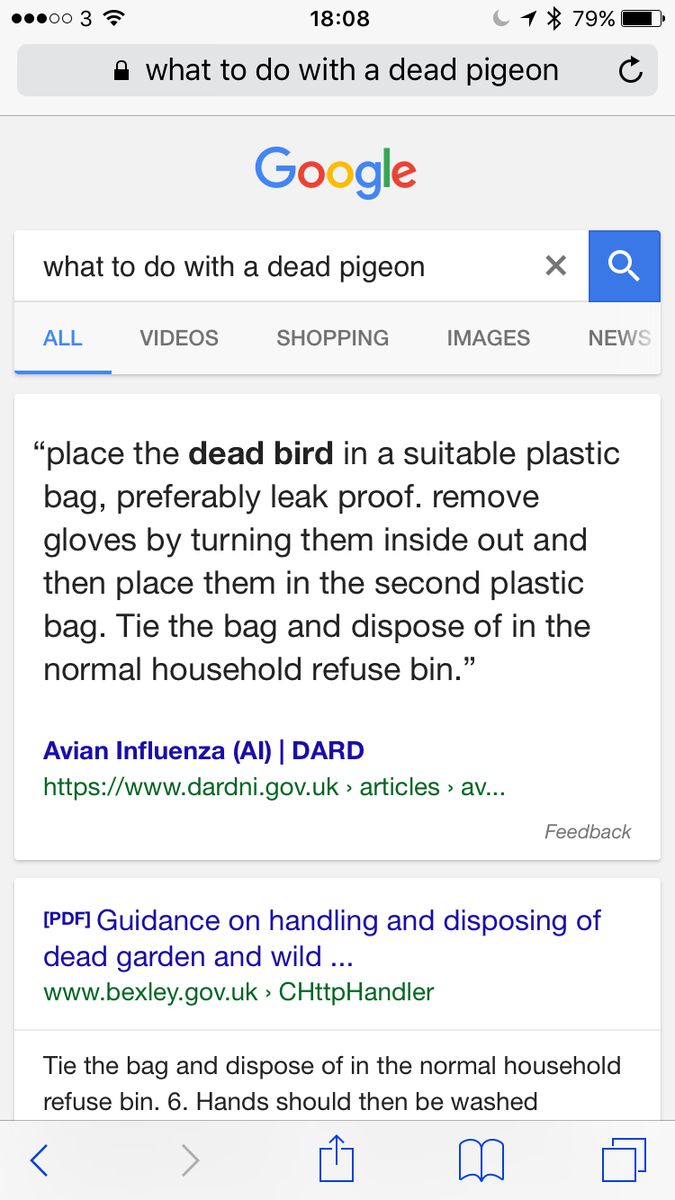 3 18:08 79%
what to do with a dead pigeon
Google
what to do with a dead pigeon
ALL VIDEOS SHOPPING IMAGES NEWS
“place the dead bird in a suitable plastic
bag, preferably leak proof. remove
gloves by turning them inside out and
then place them in the second plastic
bag. Tie the bag and dispose of in the
normal household refuse bin.”
Avian Influenza (AI) | DARD
https://www.dardni.gov.uk › articles › av...
Feedback
[PDF] Guidance on handling and disposing of
dead garden and wild ...
www.bexley.gov.uk › CHttpHandler
Tie the bag and dispose of in the normal household
refuse bin. 6. Hands should then be washed